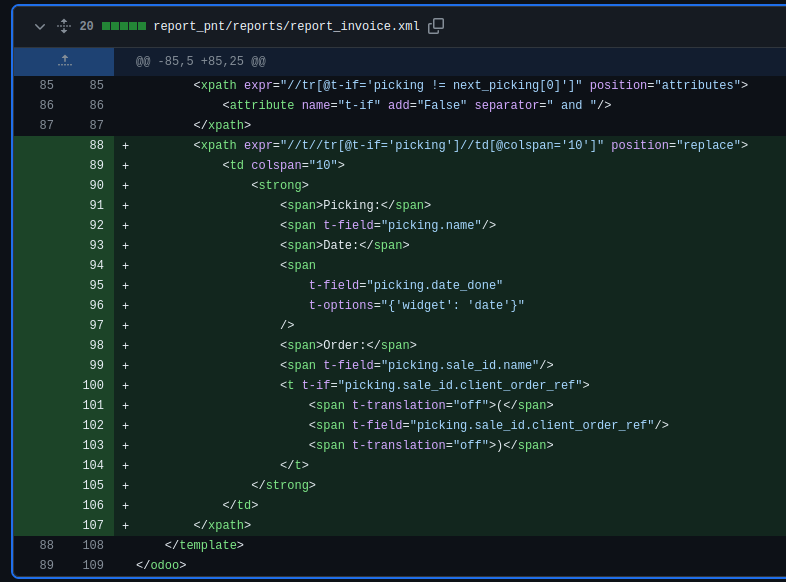 20 report_pnt/reports/report_invoice.xml
@@ -85,5 +85,25 @@
85 85 <xpath expr="//tr[@t-if='picking != next_picking[0]']" position="attributes">
86 86 <attribute name="t-if" add="False" separator=" and "/>
87 87 </xpath>
88 + <xpath expr="//t//tr[@t-if='picking']//td[@colspan='10']" position="replace">
89 + <td colspan="10">
90 + <strong>
91 + <span>Picking:</span>
92 + <span t-field="picking.name"/>
93 + <span>Date:</span>
94 + <span
95 + t-field="picking.date_done"
96 + t-options="{'widget': 'date'}"
97 + />
98 + <span>Order:</span>
99 + <span t-field="picking.sale_id.name"/>
100 + <t t-if="picking.sale_id.client_order_ref">
101 + <span t-translation="off">(</span>
102 + <span t-field="picking.sale_id.client_order_ref"/>
103 + <span t-translation="off">)</span>
104 + </t>
105 + </strong>
106 + </td>
107 + </xpath>
88 108 </template>
89 109 </odoo>